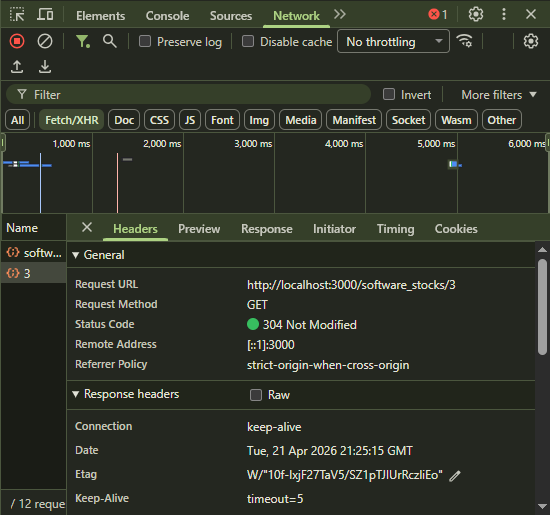 Elements Console Sources Network 1
Preserve log Disable cache No throttling
Filter Invert More filters
All Fetch/XHR Doc CSS JS Font Img Media Manifest Socket Wasm Other
1,000 ms 2,000 ms 3,000 ms 4,000 ms 5,000 ms 6,000 ms
Name Headers Preview Response Initiator Timing Cookies
softw...
3
General
Request URL http://localhost:3000/software_stocks/3
Request Method GET
Status Code 304 Not Modified
Remote Address [::1]:3000
Referrer Policy strict-origin-when-cross-origin
Response headers Raw
Connection keep-alive
Date Tue, 21 Apr 2026 21:25:15 GMT
Etag W/"10f-IxjF27TaV5/SZ1pTJIUrRczIiEo"
Keep-Alive timeout=5
/ 12 reque